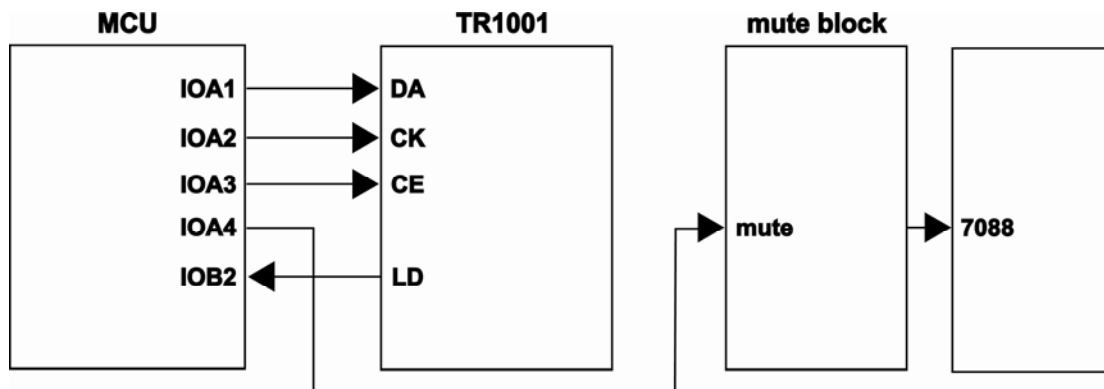 MCU TR1001 mute block
IOA1 DA
IOA2 CK
IOA3 CE
IOA4 mute 7088
IOB2 LD